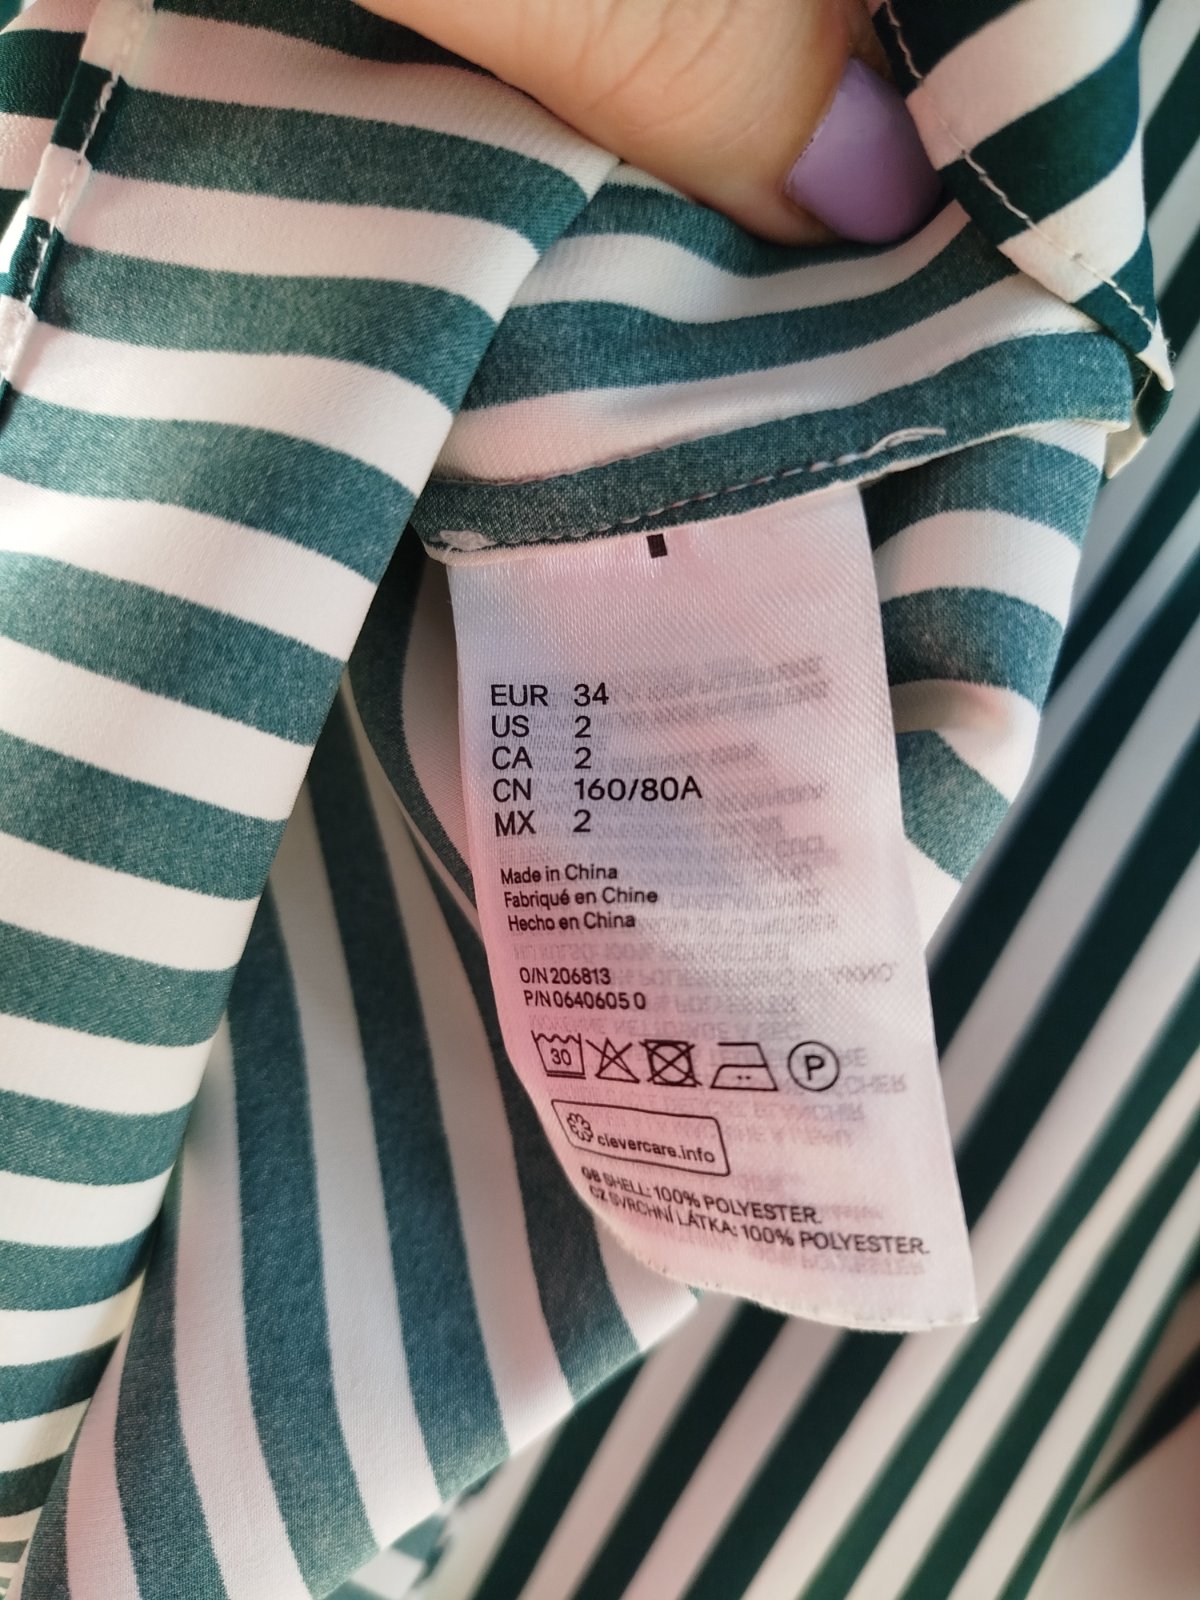 EUR 34
US 2
CA 2
CN 160/80A
MX 2
Made in China
Fabriqué en Chine
Hecho en China
O/N 206813
P/N 0640605 0
30
P
clevercare.info
GB SHELL: 100% POLYESTER.
CZ SVRCHNÍ LÁTKA: 100% POLYESTER.